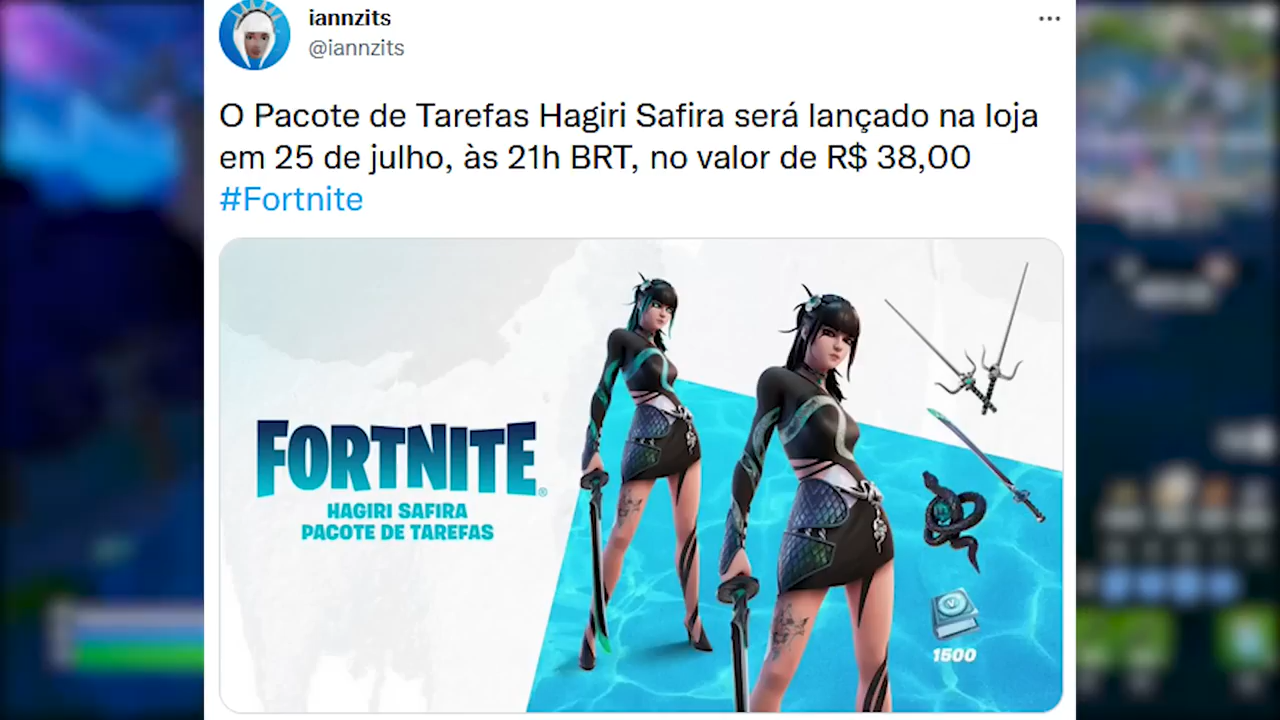 iannzits
@iannzits
O Pacote de Tarefas Hagiri Safira será lançado na loja
em 25 de julho, às 21h BRT, no valor de R$ 38,00
#Fortnite
FORTNITE®
HAGIRI SAFIRA
PACOTE DE TAREFAS
V
1500